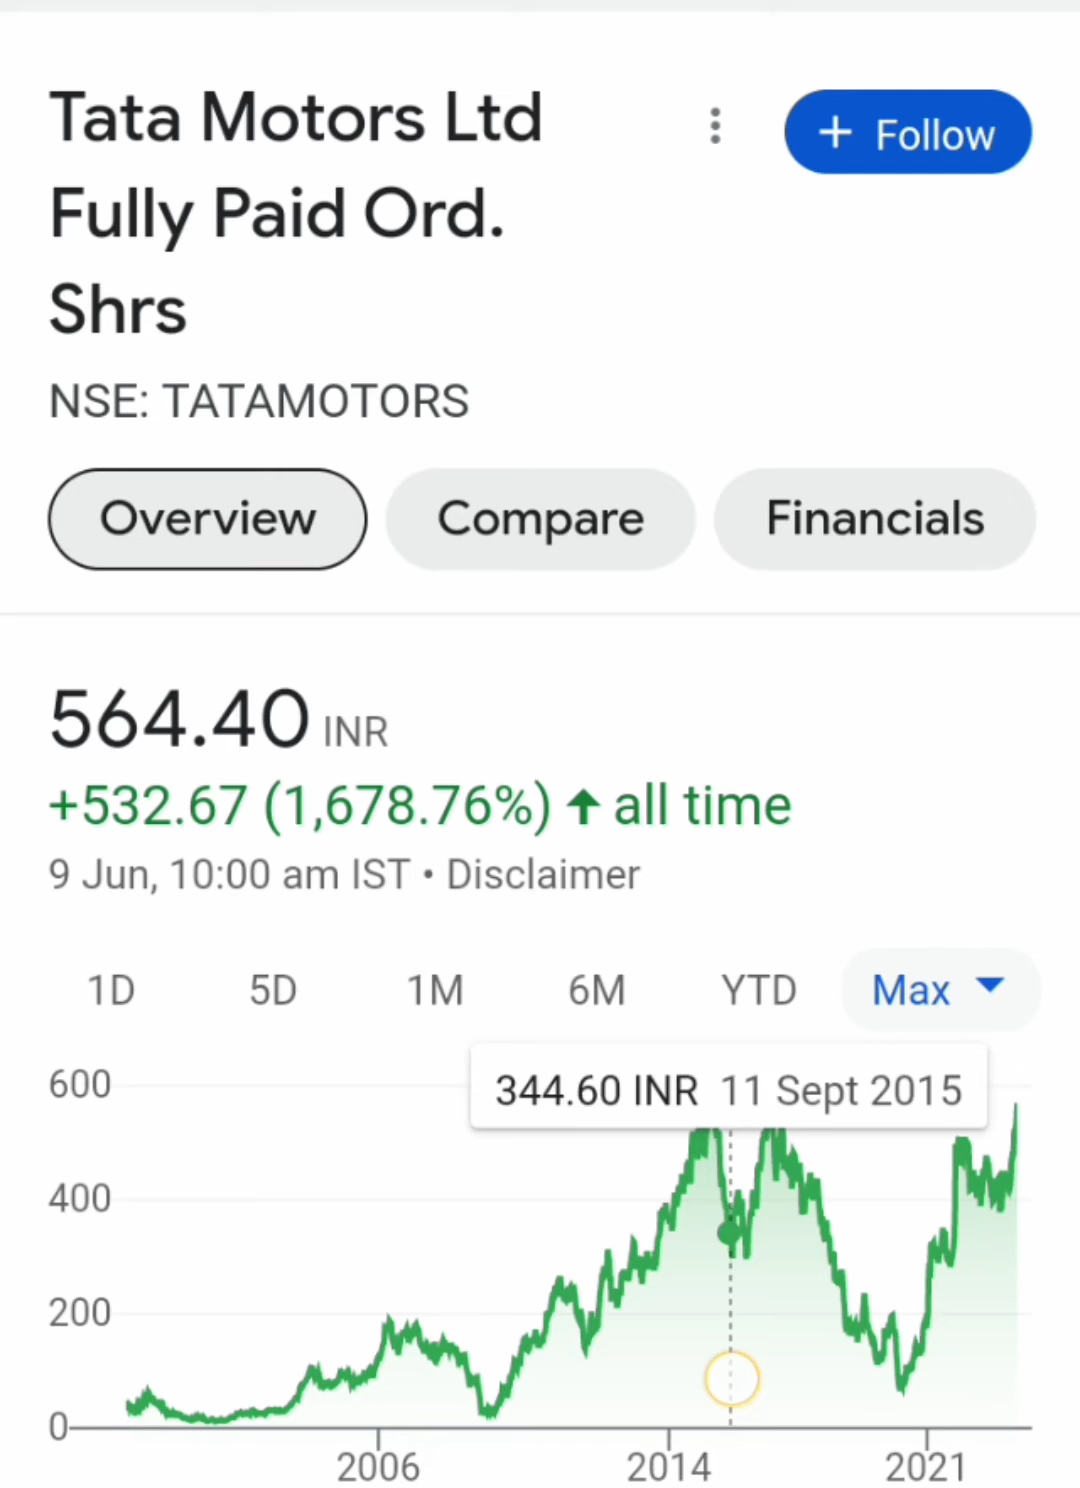 Tata Motors Ltd
Fully Paid Ord.
Shrs
+ Follow
NSE: TATAMOTORS
Overview
Compare
Financials
564.40 INR
+532.67 (1,678.76%) ↑ all time
9 Jun, 10:00 am IST • Disclaimer
1D 5D 1M 6M YTD Max
344.60 INR 11 Sept 2015
600
400
200
0
2006 2014 2021